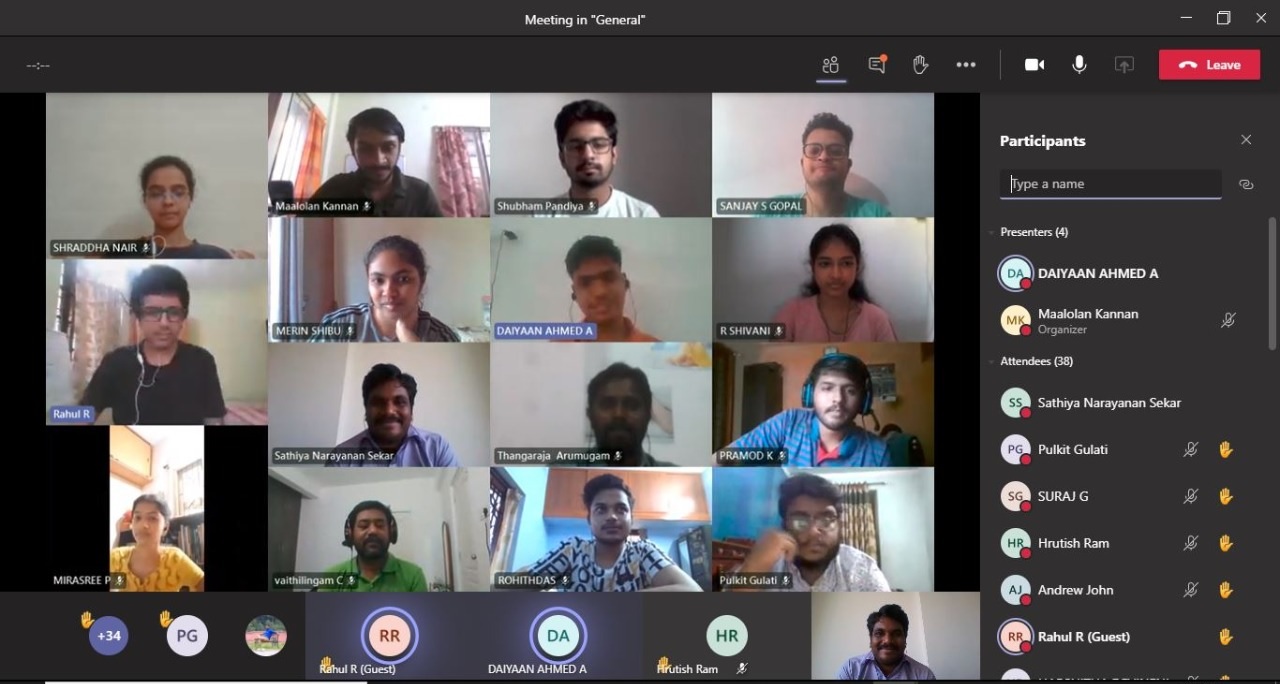 Meeting in "General"
--:--
Leave
SHRADDHA NAIR
Maalolan Kannan
Shubham Pandiya
SANJAY S GOPAL
Rahul R
MERIN SHIBU
DAIYAAN AHMED A
R SHIVANI
Sathiya Narayanan Sekar
Thangaraja Arumugam
PRAMOD K
MIRASREE P
vaithilingam C
ROHITHDAS
Pulkit Gulati
+34
PG
RR
Rahul R (Guest)
DA
DAIYAAN AHMED A
HR
Hrutish Ram
Participants
Type a name
Presenters (4)
DA DAIYAAN AHMED A
MK Maalolan Kannan
Organizer
Attendees (38)
SS Sathiya Narayanan Sekar
PG Pulkit Gulati
SG SURAJ G
HR Hrutish Ram
AJ Andrew John
RR Rahul R (Guest)